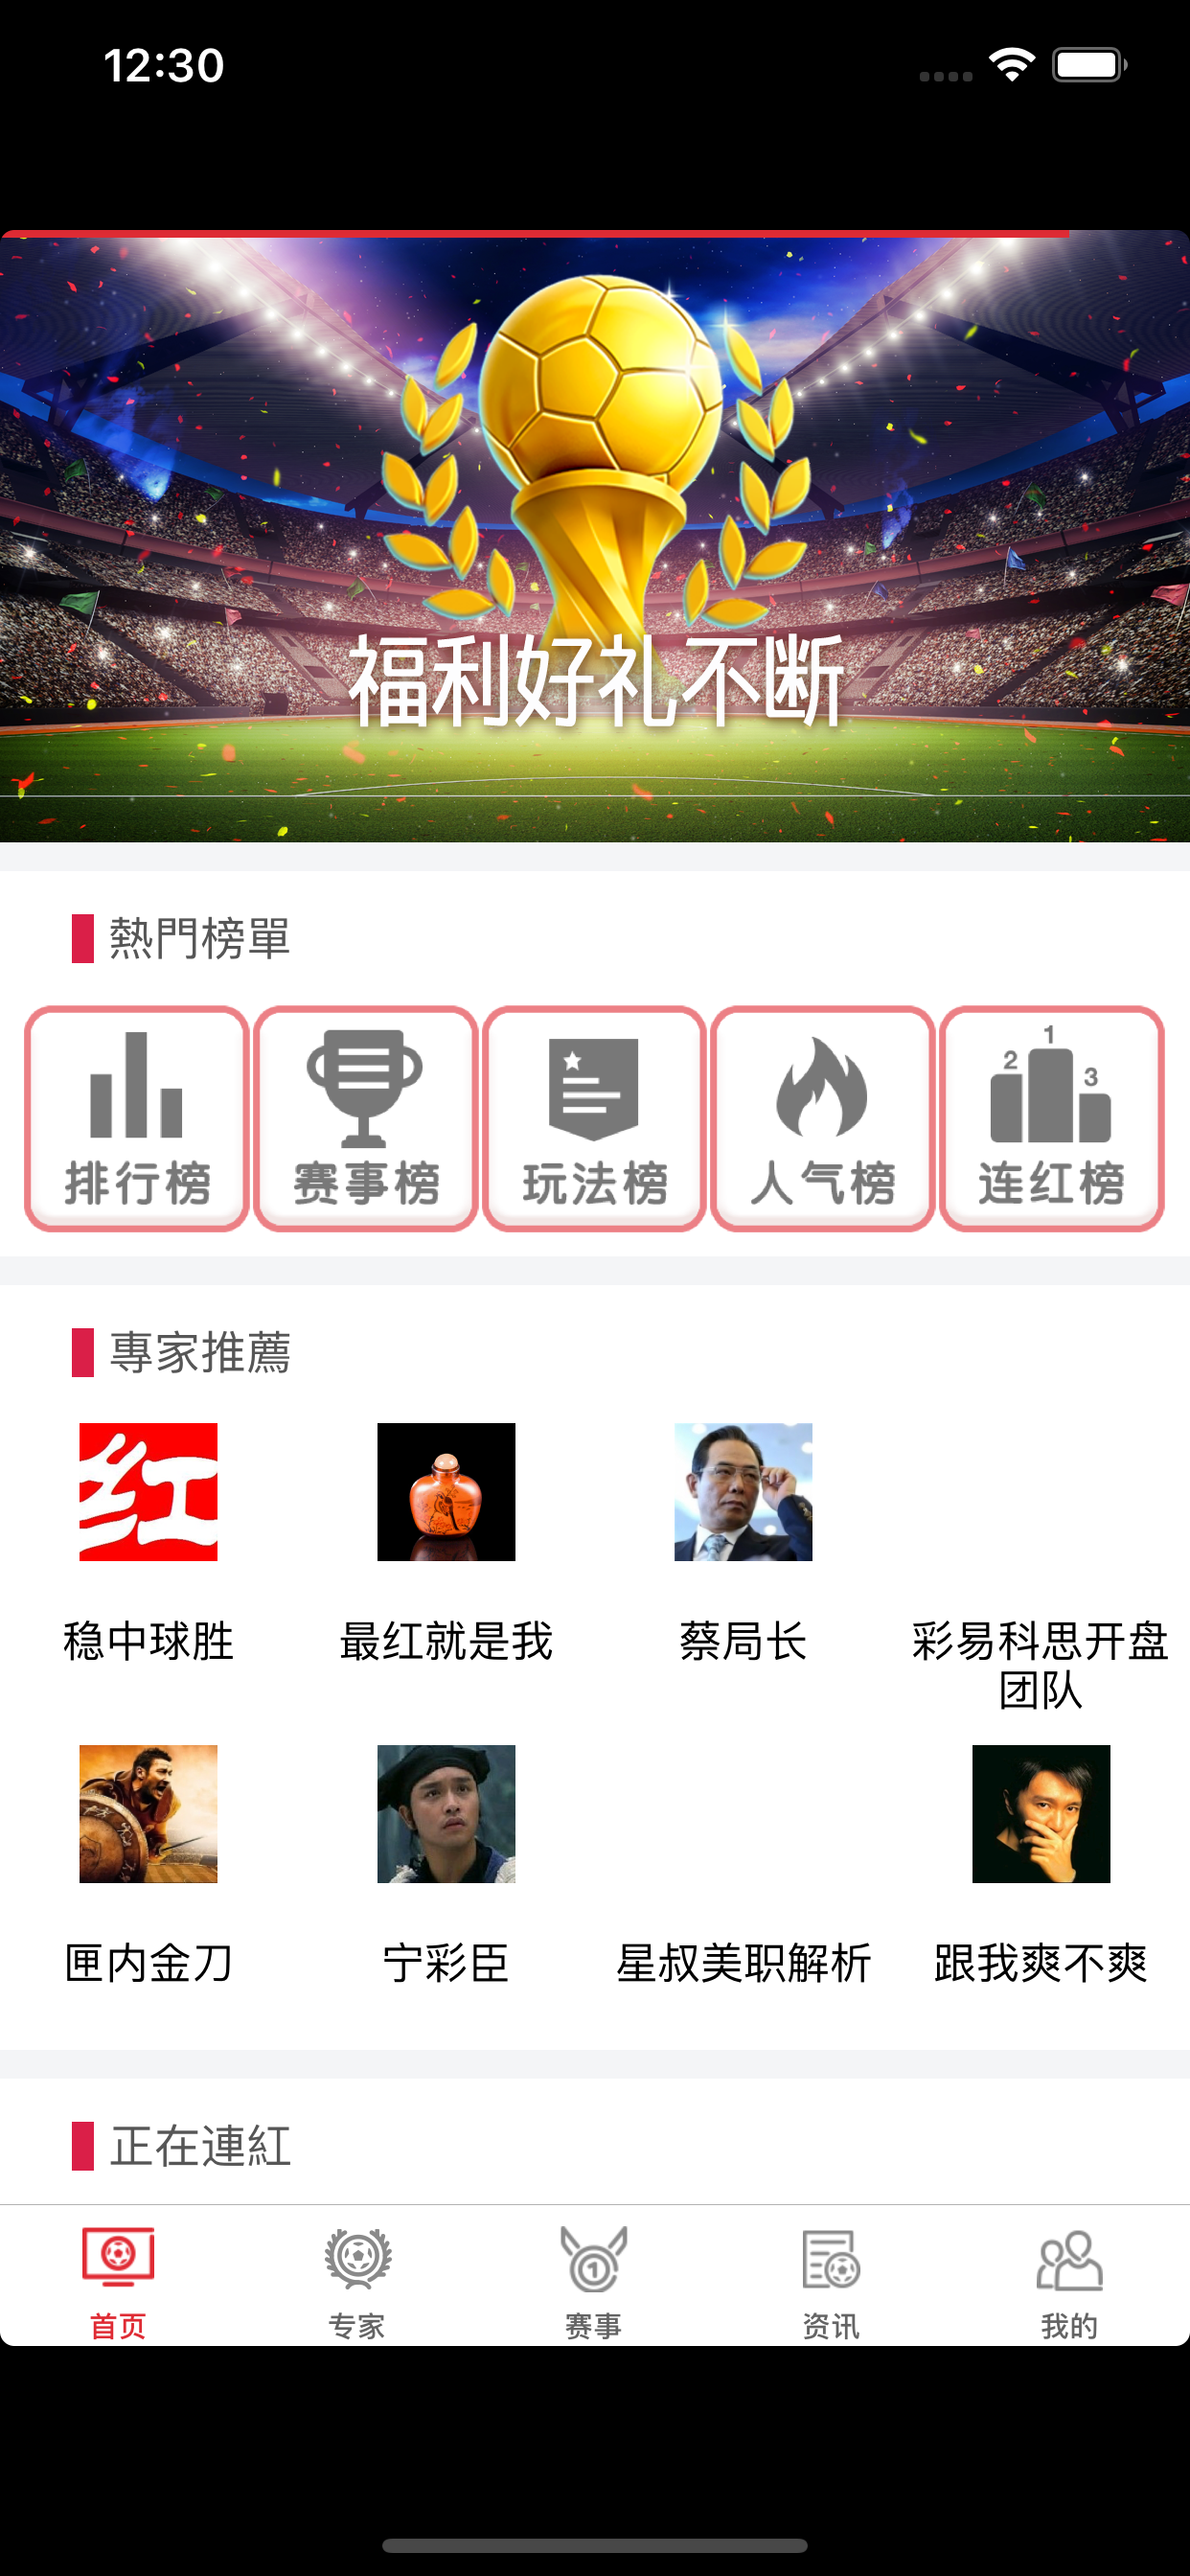 12:30
福利好礼不断
熱門榜單
1
2
3
排行榜
赛事榜
玩法榜
人气榜
连红榜
專家推薦
红
稳中球胜
最红就是我
蔡局长
彩易科思开盘
团队
匣内金刀
宁彩臣
星叔美职解析
跟我爽不爽
正在連紅
1
首页
专家
赛事
资讯
我的